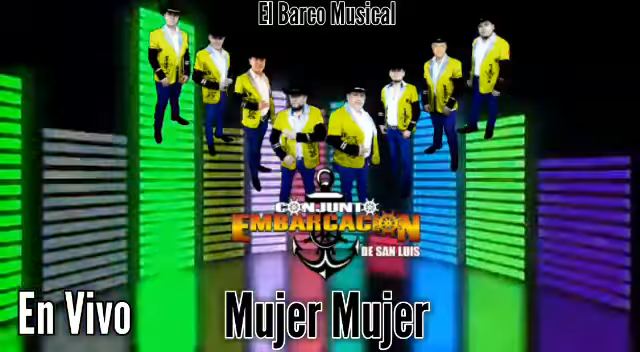 El Barco Musical
CONJUNTO
EMBARCACION
DE SAN LUIS
En Vivo
Mujer Mujer